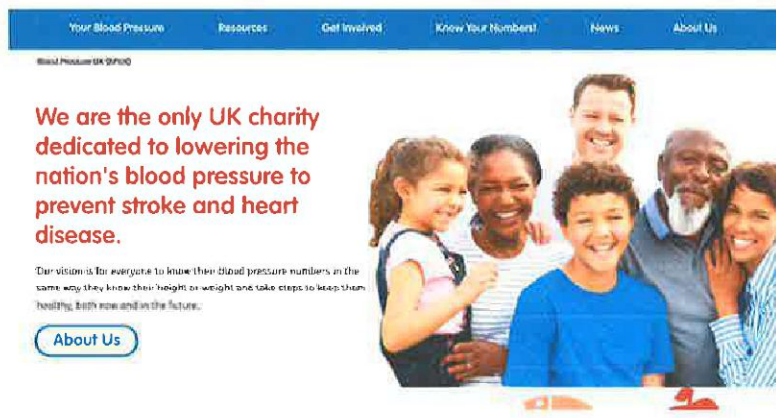 Your Blood Pressure Resources Get Involved Know Your Numbers! News About Us
Blood Pressure UK (BPUK)
We are the only UK charity
dedicated to lowering the
nation's blood pressure to
prevent stroke and heart
disease.
Our vision is for everyone to know their blood pressure numbers in the
same way they know their height or weight and take steps to keep them
healthy, both now and in the future.
About Us